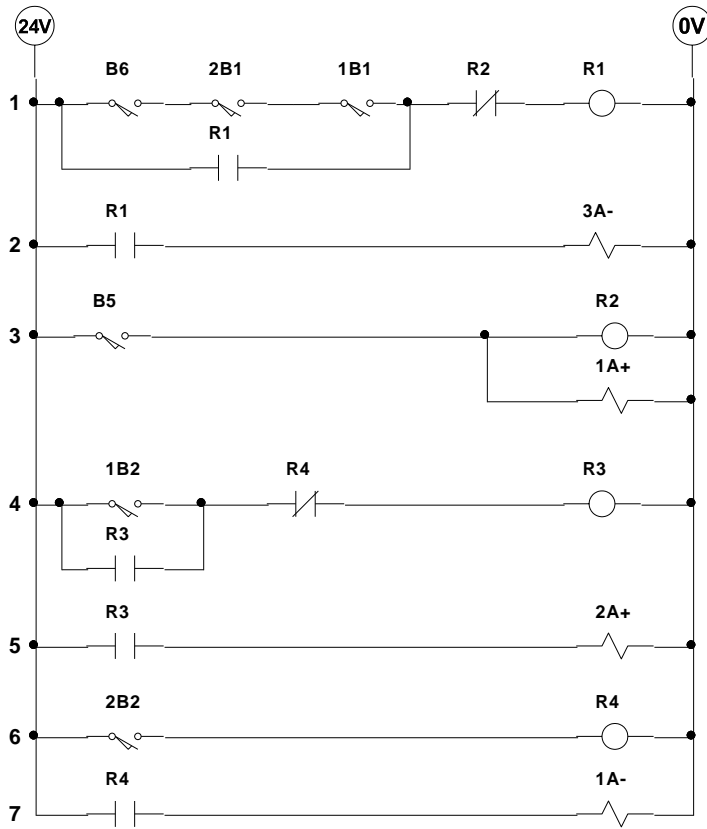 24V 0V
B6 2B1 1B1 R2 R1
1
R1
R1 3A-
2
B5 R2
3
1A+
1B2 R4 R3
4
R3
R3 2A+
5
2B2 R4
6
R4 1A-
7